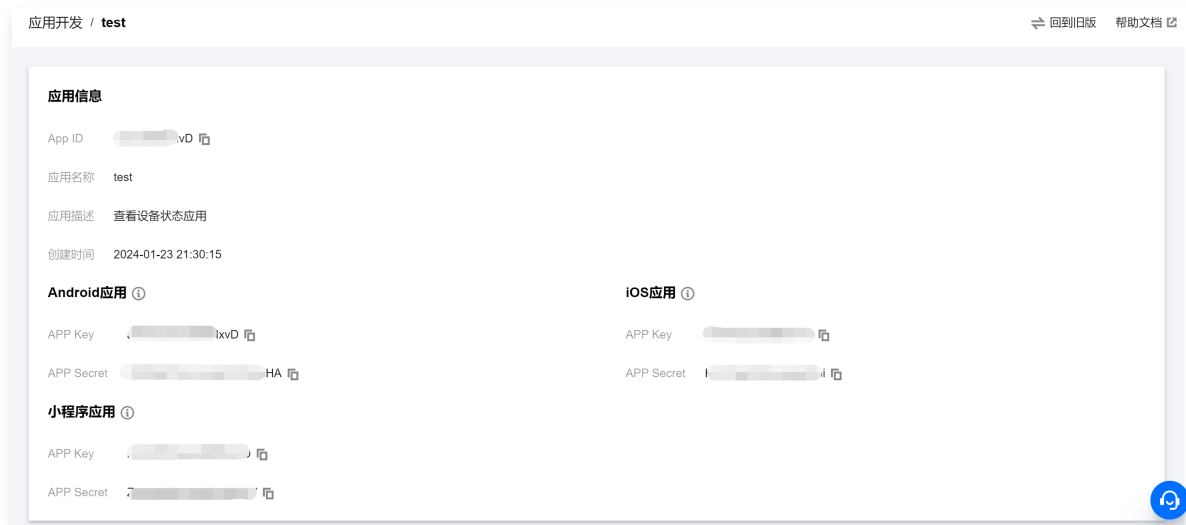 应用开发 / test
回到旧版 帮助文档
应用信息
App ID vD
应用名称 test
应用描述 查看设备状态应用
创建时间 2024-01-23 21:30:15
Android应用 iOS应用
APP Key lxvD APP Key
APP Secret HA APP Secret
小程序应用
APP Key
APP Secret